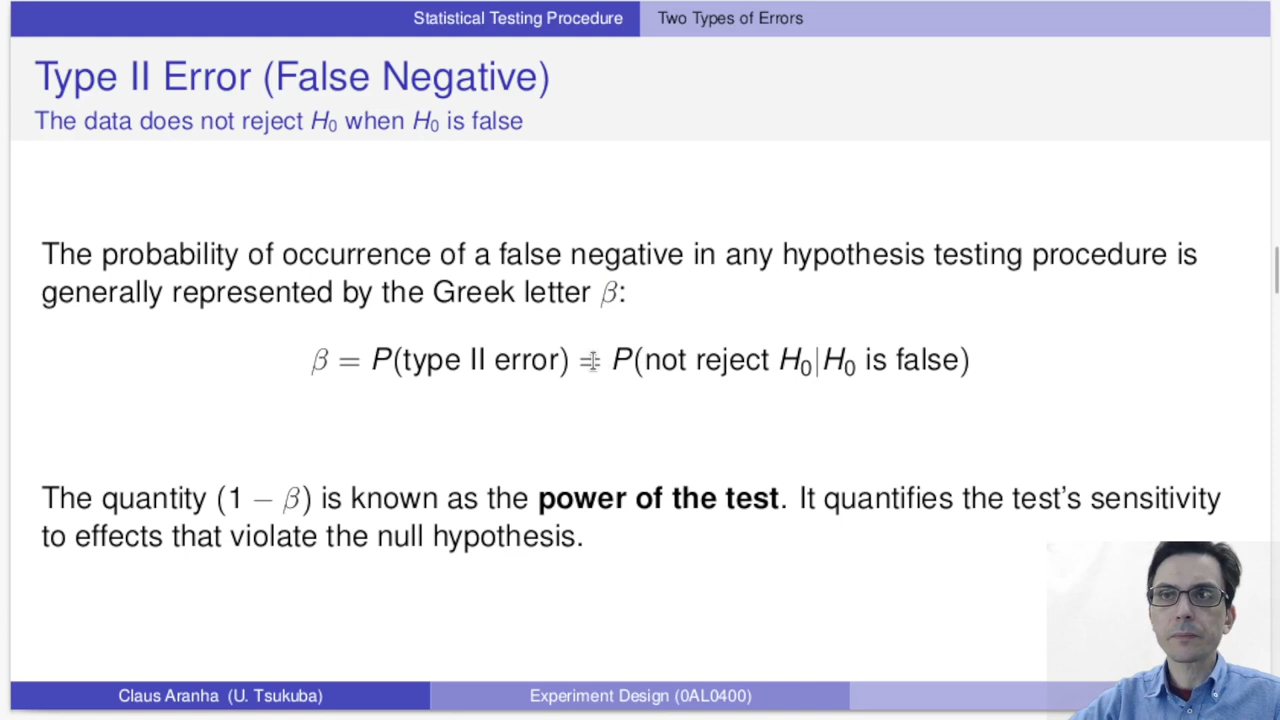 Statistical Testing Procedure Two Types of Errors
Type II Error (False Negative)
The data does not reject H₀ when H₀ is false
The probability of occurrence of a false negative in any hypothesis testing procedure is
generally represented by the Greek letter β:
β = P(type II error) = P(not reject H₀|H₀ is false)
The quantity (1 − β) is known as the power of the test. It quantifies the test's sensitivity
to effects that violate the null hypothesis.
Claus Aranha (U. Tsukuba) Experiment Design (0AL0400)